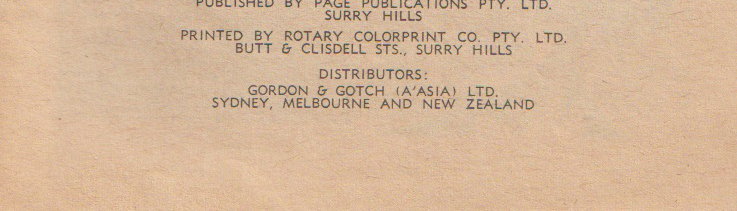 PUBLISHED BY PAGE PUBLICATIONS PTY. LTD.
SURRY HILLS
PRINTED BY ROTARY COLORPRINT CO. PTY. LTD.
BUTT & CLISDELL STS., SURRY HILLS
DISTRIBUTORS:
GORDON & GOTCH (A'ASIA) LTD.
SYDNEY, MELBOURNE AND NEW ZEALAND